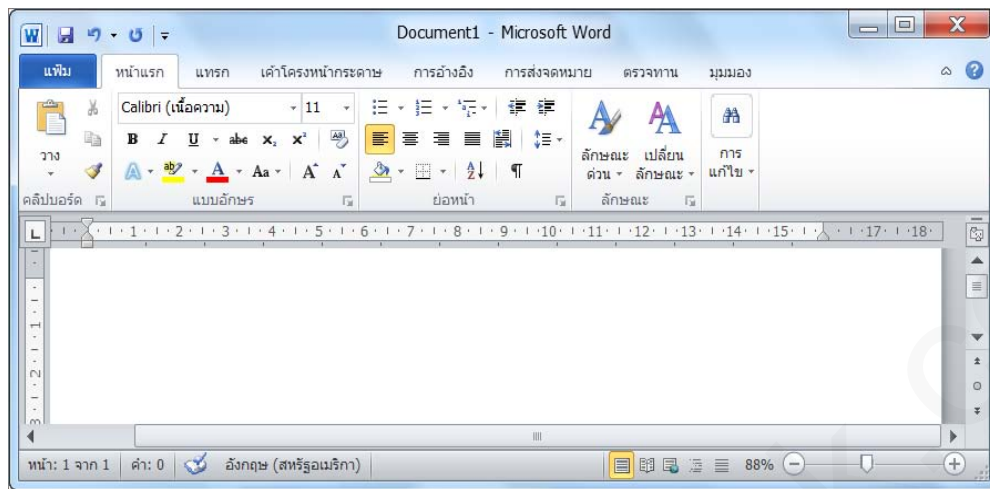 Document1 - Microsoft Word
แฟ้ม หน้าแรก แทรก เค้าโครงหน้ากระดาษ การอ้างอิง การส่งจดหมาย ตรวจทาน มุมมอง
Calibri (เนื้อความ) 11
B I U abe x₂ x²
วาง
A ab A Aa A A
ลักษณะด่วน เปลี่ยนลักษณะ การแก้ไข
คลิปบอร์ด แบบอักษร ย่อหน้า ลักษณะ
L 1 2 3 4 5 6 7 8 9 10 11 12 13 14 15 17 18
1
2
หน้า: 1 จาก 1 คำ: 0 อังกฤษ (สหรัฐอเมริกา) 88%